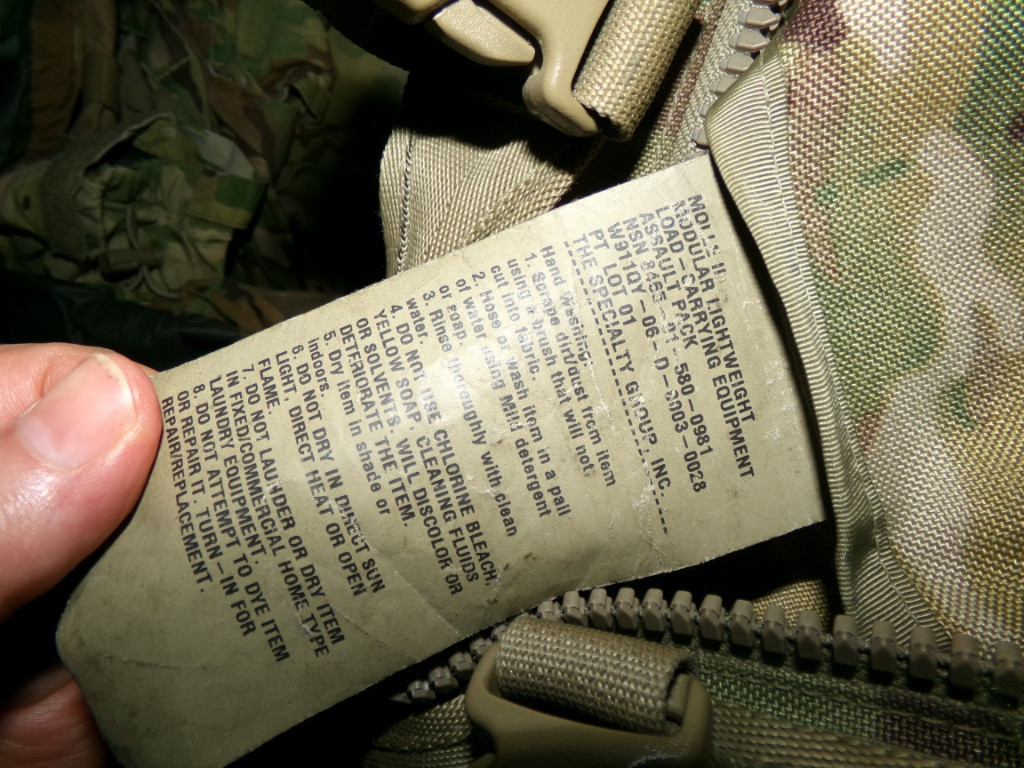 MOLLE II
MODULAR LIGHTWEIGHT
LOAD-CARRYING EQUIPMENT
ASSAULT PACK
NSN 8465-01-580-0981
W911QY-06-D-0003-0028
PT LOT 01
THE SPECIALTY GROUP, INC.
Hand Washing:
1. Scrape dirt/dust from item
using a brush that will not
cut into fabric.
2. Hose or wash item in a pail
of water using Mild detergent
or soap.
3. Rinse thoroughly with clean
water.
4. DO NOT USE CHLORINE BLEACH,
YELLOW SOAP, CLEANING FLUIDS
OR SOLVENTS. WILL DISCOLOR OR
DETERIORATE THE ITEM.
5. Dry item in shade or
indoors.
6. DO NOT DRY IN DIRECT SUN
LIGHT, DIRECT HEAT OR OPEN
FLAME.
7. DO NOT LAUNDER OR DRY ITEM
IN FIXED/COMMERCIAL HOME TYPE
LAUNDRY EQUIPMENT.
8. DO NOT ATTEMPT TO DYE ITEM
OR REPAIR IT. TURN-IN FOR
REPAIR/REPLACEMENT.